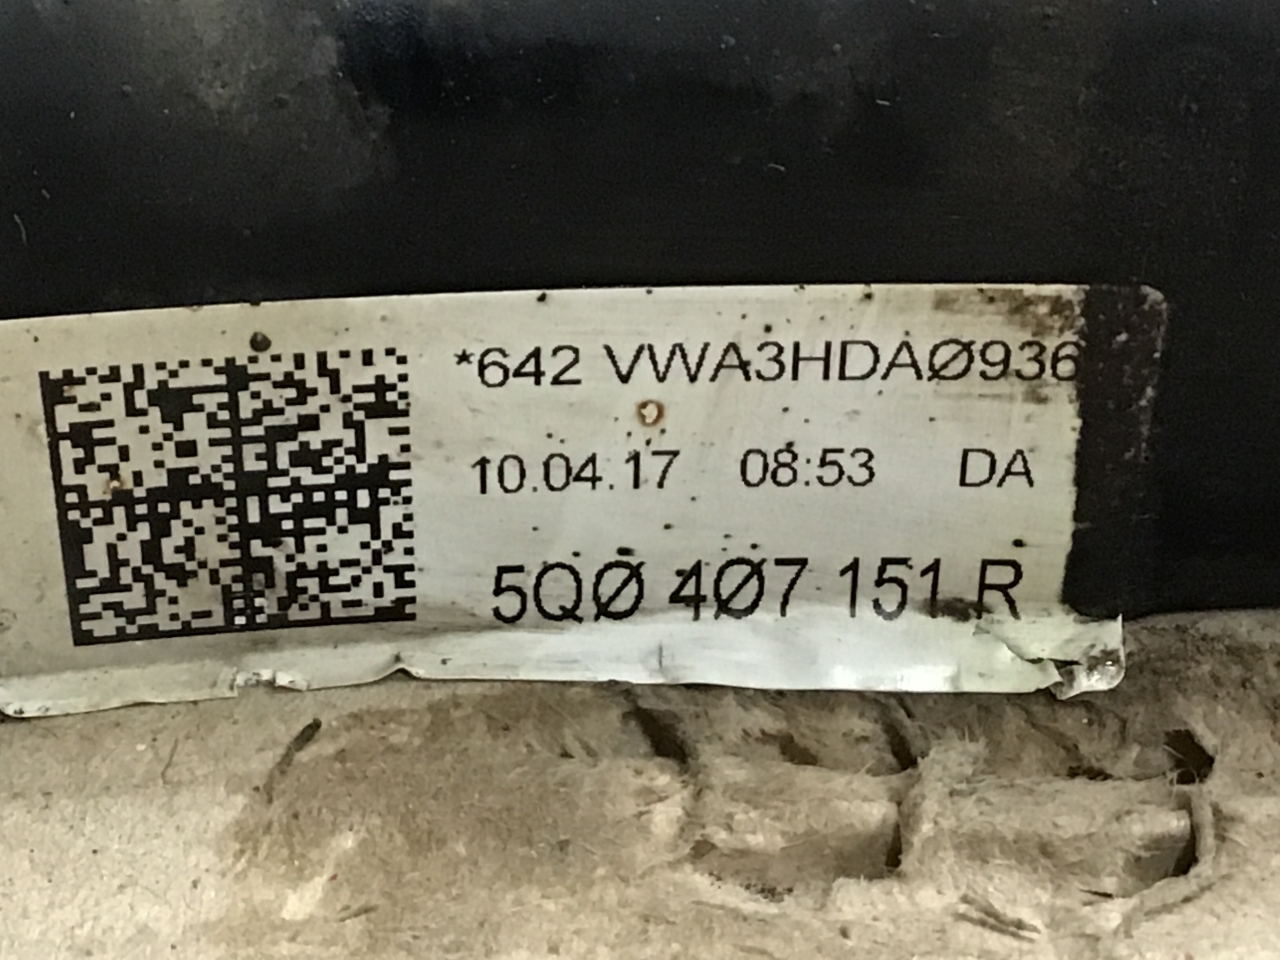 *642 VWA3HDAØ936
10.04.17 08:53 DA
5QØ 4Ø7 151 R